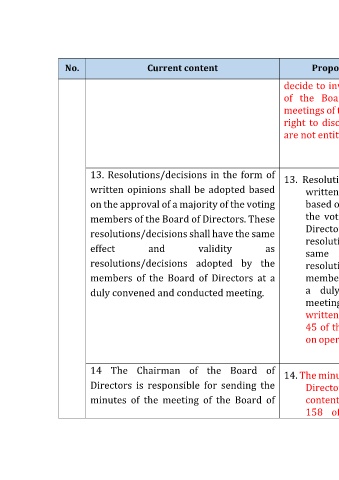 No. Current content Propo
decide to in
of the Boa
meetings of t
right to disc
are not entit
13. Resolutions/decisions in the form of
written opinions shall be adopted based
on the approval of a majority of the voting
members of the Board of Directors. These
resolutions/decisions shall have the same
effect and validity as
resolutions/decisions adopted by the
members of the Board of Directors at a
duly convened and conducted meeting.
13. Resoluti
written
based o
the vot
Directo
resoluti
same
resoluti
membe
a duly
meeting
written
45 of th
on oper
14 The Chairman of the Board of
Directors is responsible for sending the
minutes of the meeting of the Board of
14. The minu
Directo
content
158 of